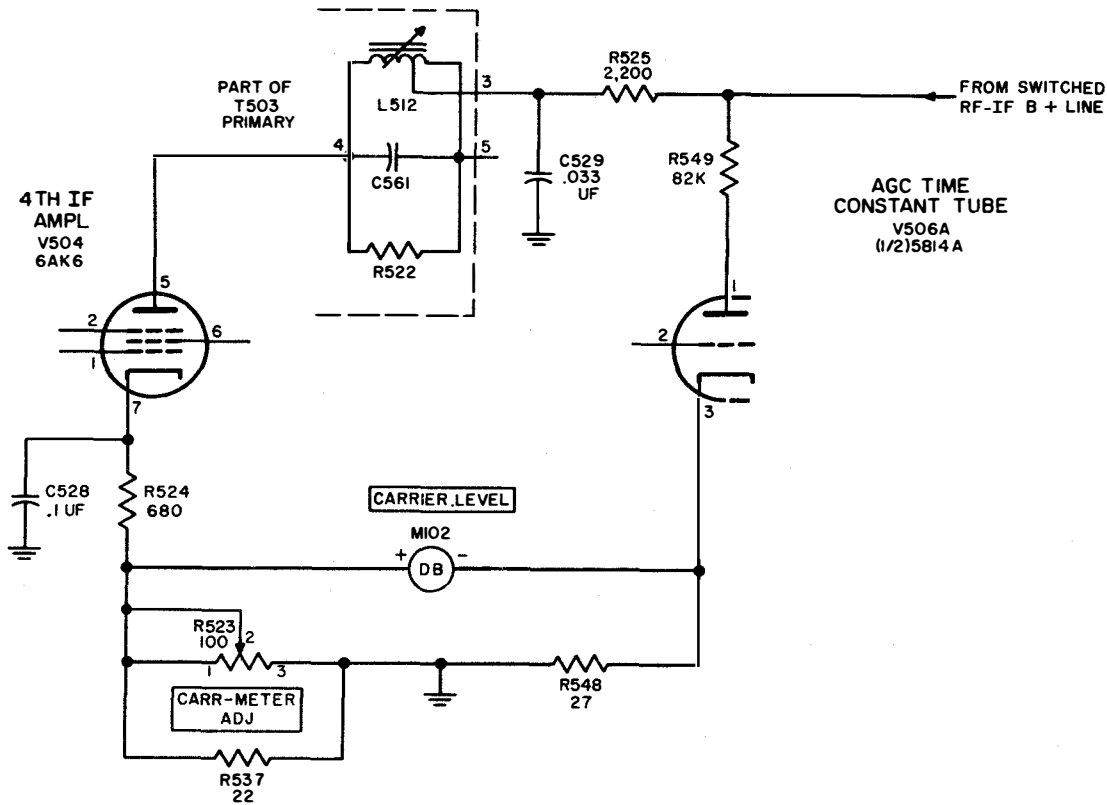 PART OF
T503
PRIMARY
L512
3
4
5
C561
R522
R525
2,200
FROM SWITCHED
RF-IF B + LINE
C529
.033
UF
R549
82K
AGC TIME
CONSTANT TUBE
V506A
(1/2)5814A
4TH IF
AMPL
V504
6AK6
5
2
6
1
7
1
2
3
C528
.1UF
R524
680
CARRIER.LEVEL
M102
+
DB
-
R523
100
2
1
3
CARR-METER
ADJ
R548
27
R537
22